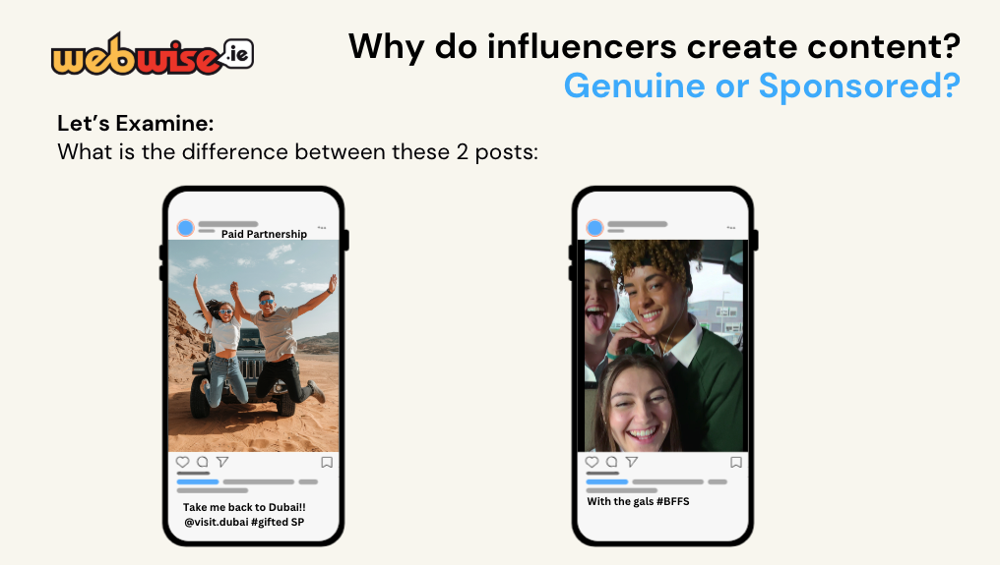 webwise.ie
Why do influencers create content?
Genuine or Sponsored?
Let's Examine:
What is the difference between these 2 posts:
Paid Partnership
Take me back to Dubai!!
@visit.dubai #gifted SP
With the gals #BFFS